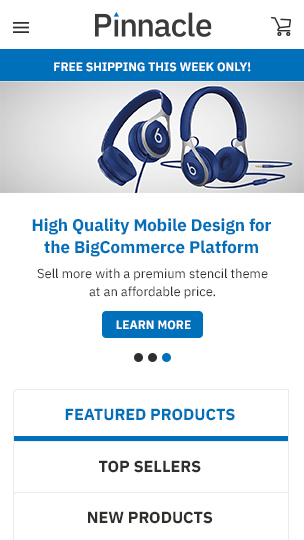 Pinnacle
FREE SHIPPING THIS WEEK ONLY!
High Quality Mobile Design for
the BigCommerce Platform
Sell more with a premium stencil theme
at an affordable price.
LEARN MORE
FEATURED PRODUCTS
TOP SELLERS
NEW PRODUCTS